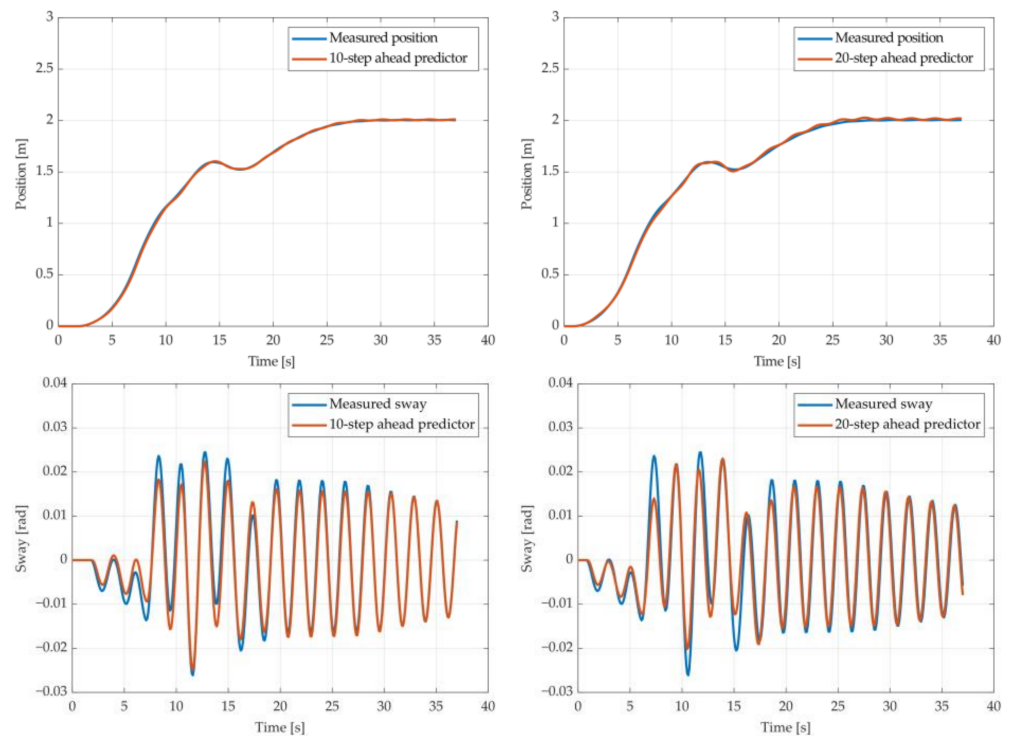 3
2.5
2
1.5
1
0.5
0
Position [m]
Measured position
10-step ahead predictor
0 5 10 15 20 25 30 35 40
Time [s]
3
2.5
2
1.5
1
0.5
0
Position [m]
Measured position
20-step ahead predictor
0 5 10 15 20 25 30 35 40
Time [s]
0.04
0.03
0.02
0.01
0
−0.01
−0.02
−0.03
Sway [rad]
Measured sway
10-step ahead predictor
0 5 10 15 20 25 30 35 40
Time [s]
0.04
0.03
0.02
0.01
0
−0.01
−0.02
−0.03
Sway [rad]
Measured sway
20-step ahead predictor
0 5 10 15 20 25 30 35 40
Time [s]